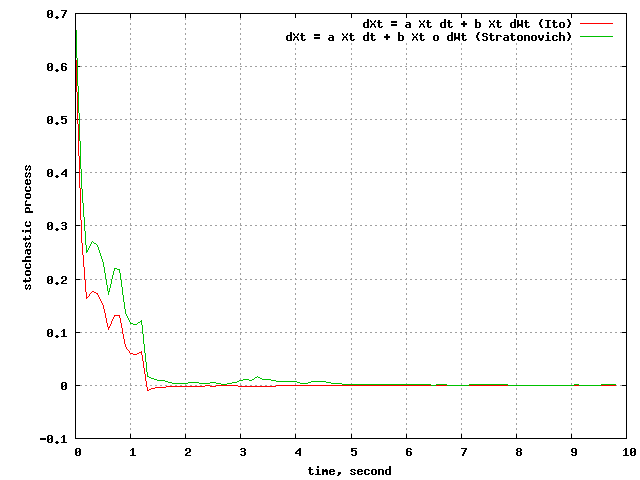 dXt = a Xt dt + b Xt dWt (Ito)
dXt = a Xt dt + b Xt o dWt (Stratonovich)
0.7
0.6
0.5
0.4
0.3
0.2
0.1
0
-0.1
stochastic process
0 1 2 3 4 5 6 7 8 9 10
time, second